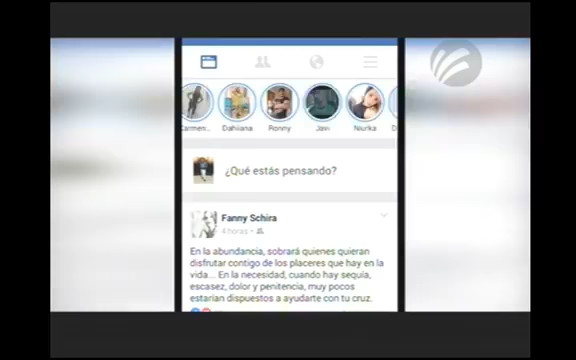 Carmen... Dahiana Ronny Jaw Niurka D
¿Qué estás pensando?
Fanny Schira
4 horas
En la abundancia, sobrará quienes quieran
disfrutar contigo de los placeres que hay en la
vida... En la necesidad, cuando hay sequía,
escasez, dolor y penitencia, muy pocos
estarían dispuestos a ayudarte con tu cruz.